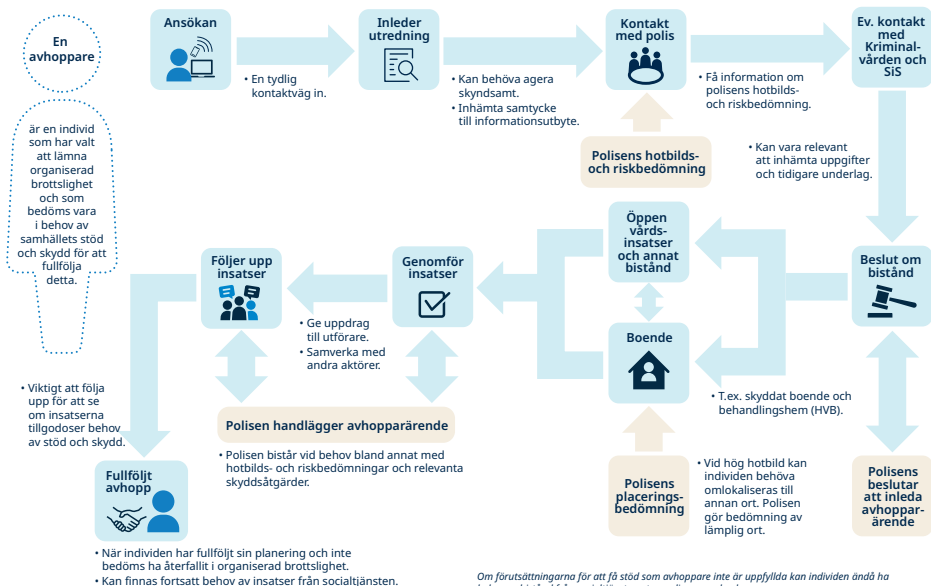 En
avhoppare
är en individ
som har valt
att lämna
organiserad
brottslighet
och som
bedöms vara
i behov av
samhällets stöd
och skydd för att
fullfölja
detta.
Ansökan
• En tydlig
kontaktväg in.
Inleder
utredning
• Kan behöva agera
skyndsamt.
• Inhämta samtycke
till informationsutbyte.
Kontakt
med polis
• Få information om
polisens hotbilds-
och riskbedömning.
Polisens hotbilds-
och riskbedömning
Ev. kontakt
med
Kriminal-
vården och
SiS
• Kan vara relevant
att inhämta uppgifter
och tidigare underlag.
Beslut om
bistånd
Polisens
beslutar
att inleda
avhoppar-
ärende
Öppen
vårds-
insatser
och annat
bistånd
Boende
• T.ex. skyddat boende och
behandlingshem (HVB).
Polisens
placerings-
bedömning
• Vid hög hotbild kan
individen behöva
omlokaliseras till
annan ort. Polisen
gör bedömning av
lämplig ort.
Genomför
insatser
• Ge uppdrag
till utförare.
• Samverka med
andra aktörer.
Följer upp
insatser
Polisen handlägger avhopparärende
• Polisen bistår vid behov bland annat med
hotbilds- och riskbedömningar och relevanta
skyddsåtgärder.
• Viktigt att följa
upp för att se
om insatserna
tillgodoser behov
av stöd och skydd.
Fullföljt
avhopp
• När individen har fullföljt sin planering och inte
bedöms ha återfallit i organiserad brottslighet.
• Kan finnas fortsatt behov av insatser från socialtjänsten.
Om förutsättningarna för att få stöd som avhoppare inte är uppfyllda kan individen ändå ha